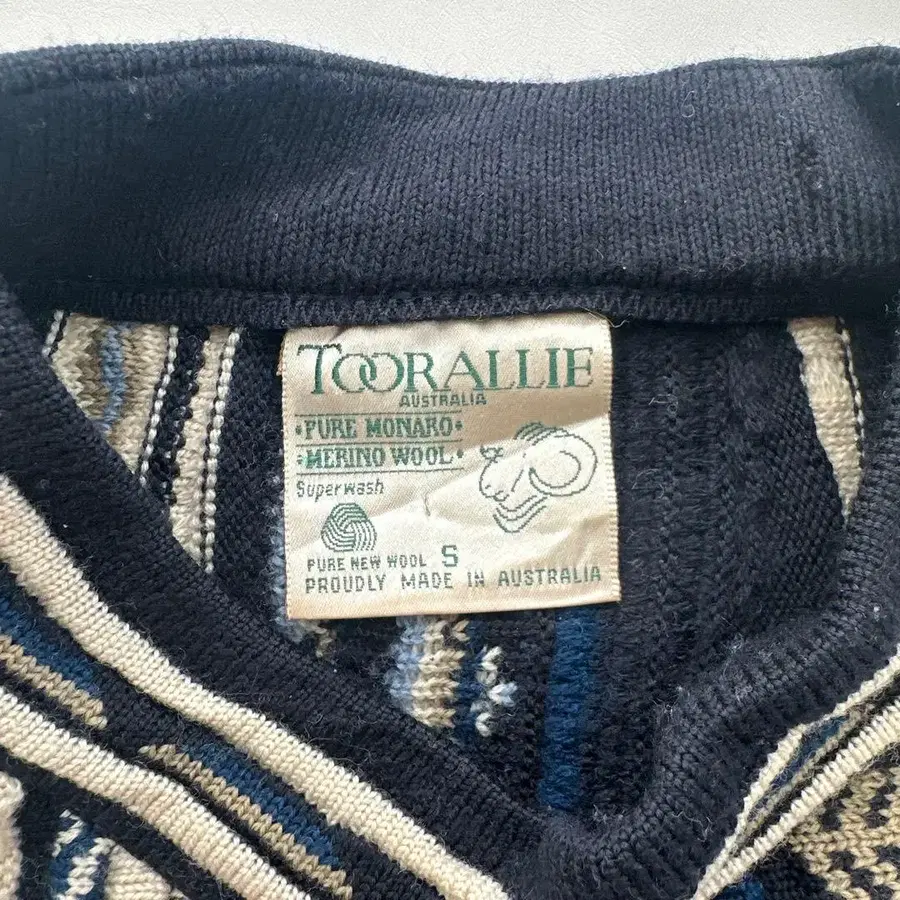 TOORALLIE
AUSTRALIA
•PURE MONARO•
•MERINO WOOL•
Superwash
PURE NEW WOOL S
PROUDLY MADE IN AUSTRALIA